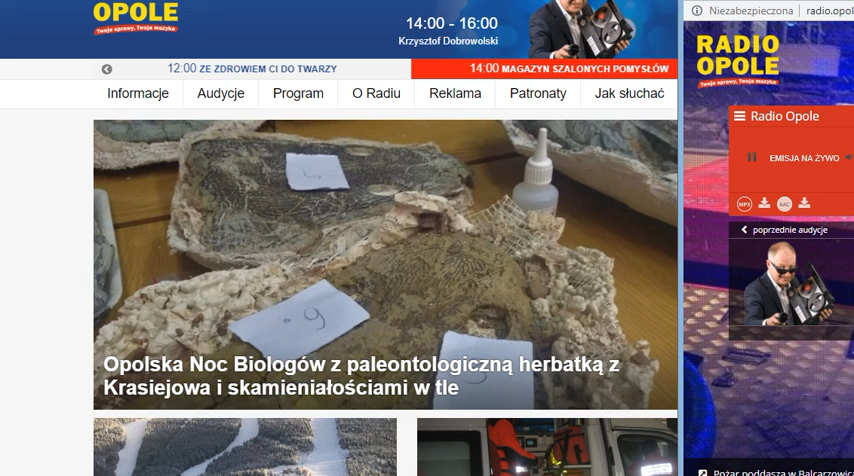 OPOLE
Twoje sprawy, Twoja muzyka
14:00 - 16:00
Krzysztof Dobrowolski
12:00 ZE ZDROWIEM CI DO TWARZY
14:00 MAGAZYN SZALONYCH POMYSŁÓW
Informacje
Audycje
Program
O Radiu
Reklama
Patronaty
Jak słuchać
9
Opolska Noc Biologów z paleontologiczną herbatką z
Krasiejowa i skamieniałościami w tle
Niezabezpieczona
radio.opol
RADIO
OPOLE
Twoje sprawy, Twoja muzyka
Radio Opole
EMISJA NA ŻYWO
MP3
AAC
poprzednie audycje
Pożar poddasza w Balcarzowica